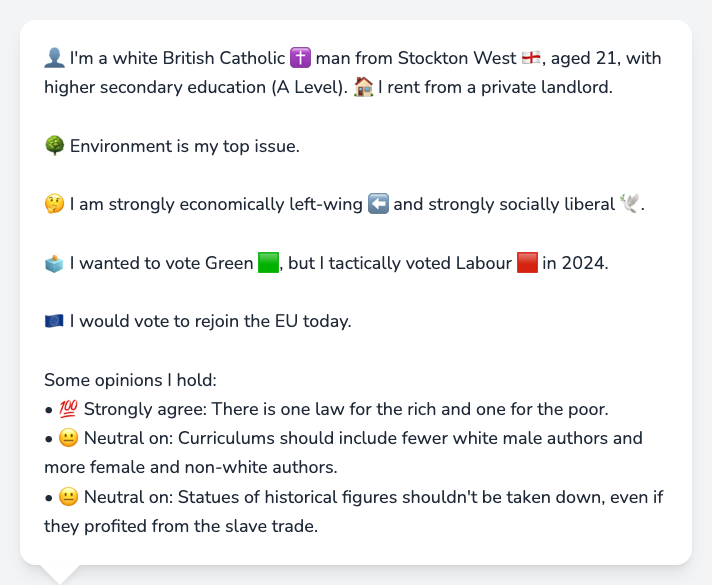 👤 I'm a white British Catholic ✝️ man from Stockton West 🏴󠁧󠁢󠁥󠁮󠁧󠁿, aged 21, with
higher secondary education (A Level). 🏠 I rent from a private landlord.
🌳 Environment is my top issue.
🤔 I am strongly economically left-wing ⬅️ and strongly socially liberal 🕊️.
🗳️ I wanted to vote Green 🟩, but I tactically voted Labour 🟥 in 2024.
🇪🇺 I would vote to rejoin the EU today.
Some opinions I hold:
• 💯 Strongly agree: There is one law for the rich and one for the poor.
• 😐 Neutral on: Curriculums should include fewer white male authors and
more female and non-white authors.
• 😐 Neutral on: Statues of historical figures shouldn't be taken down, even if
they profited from the slave trade.